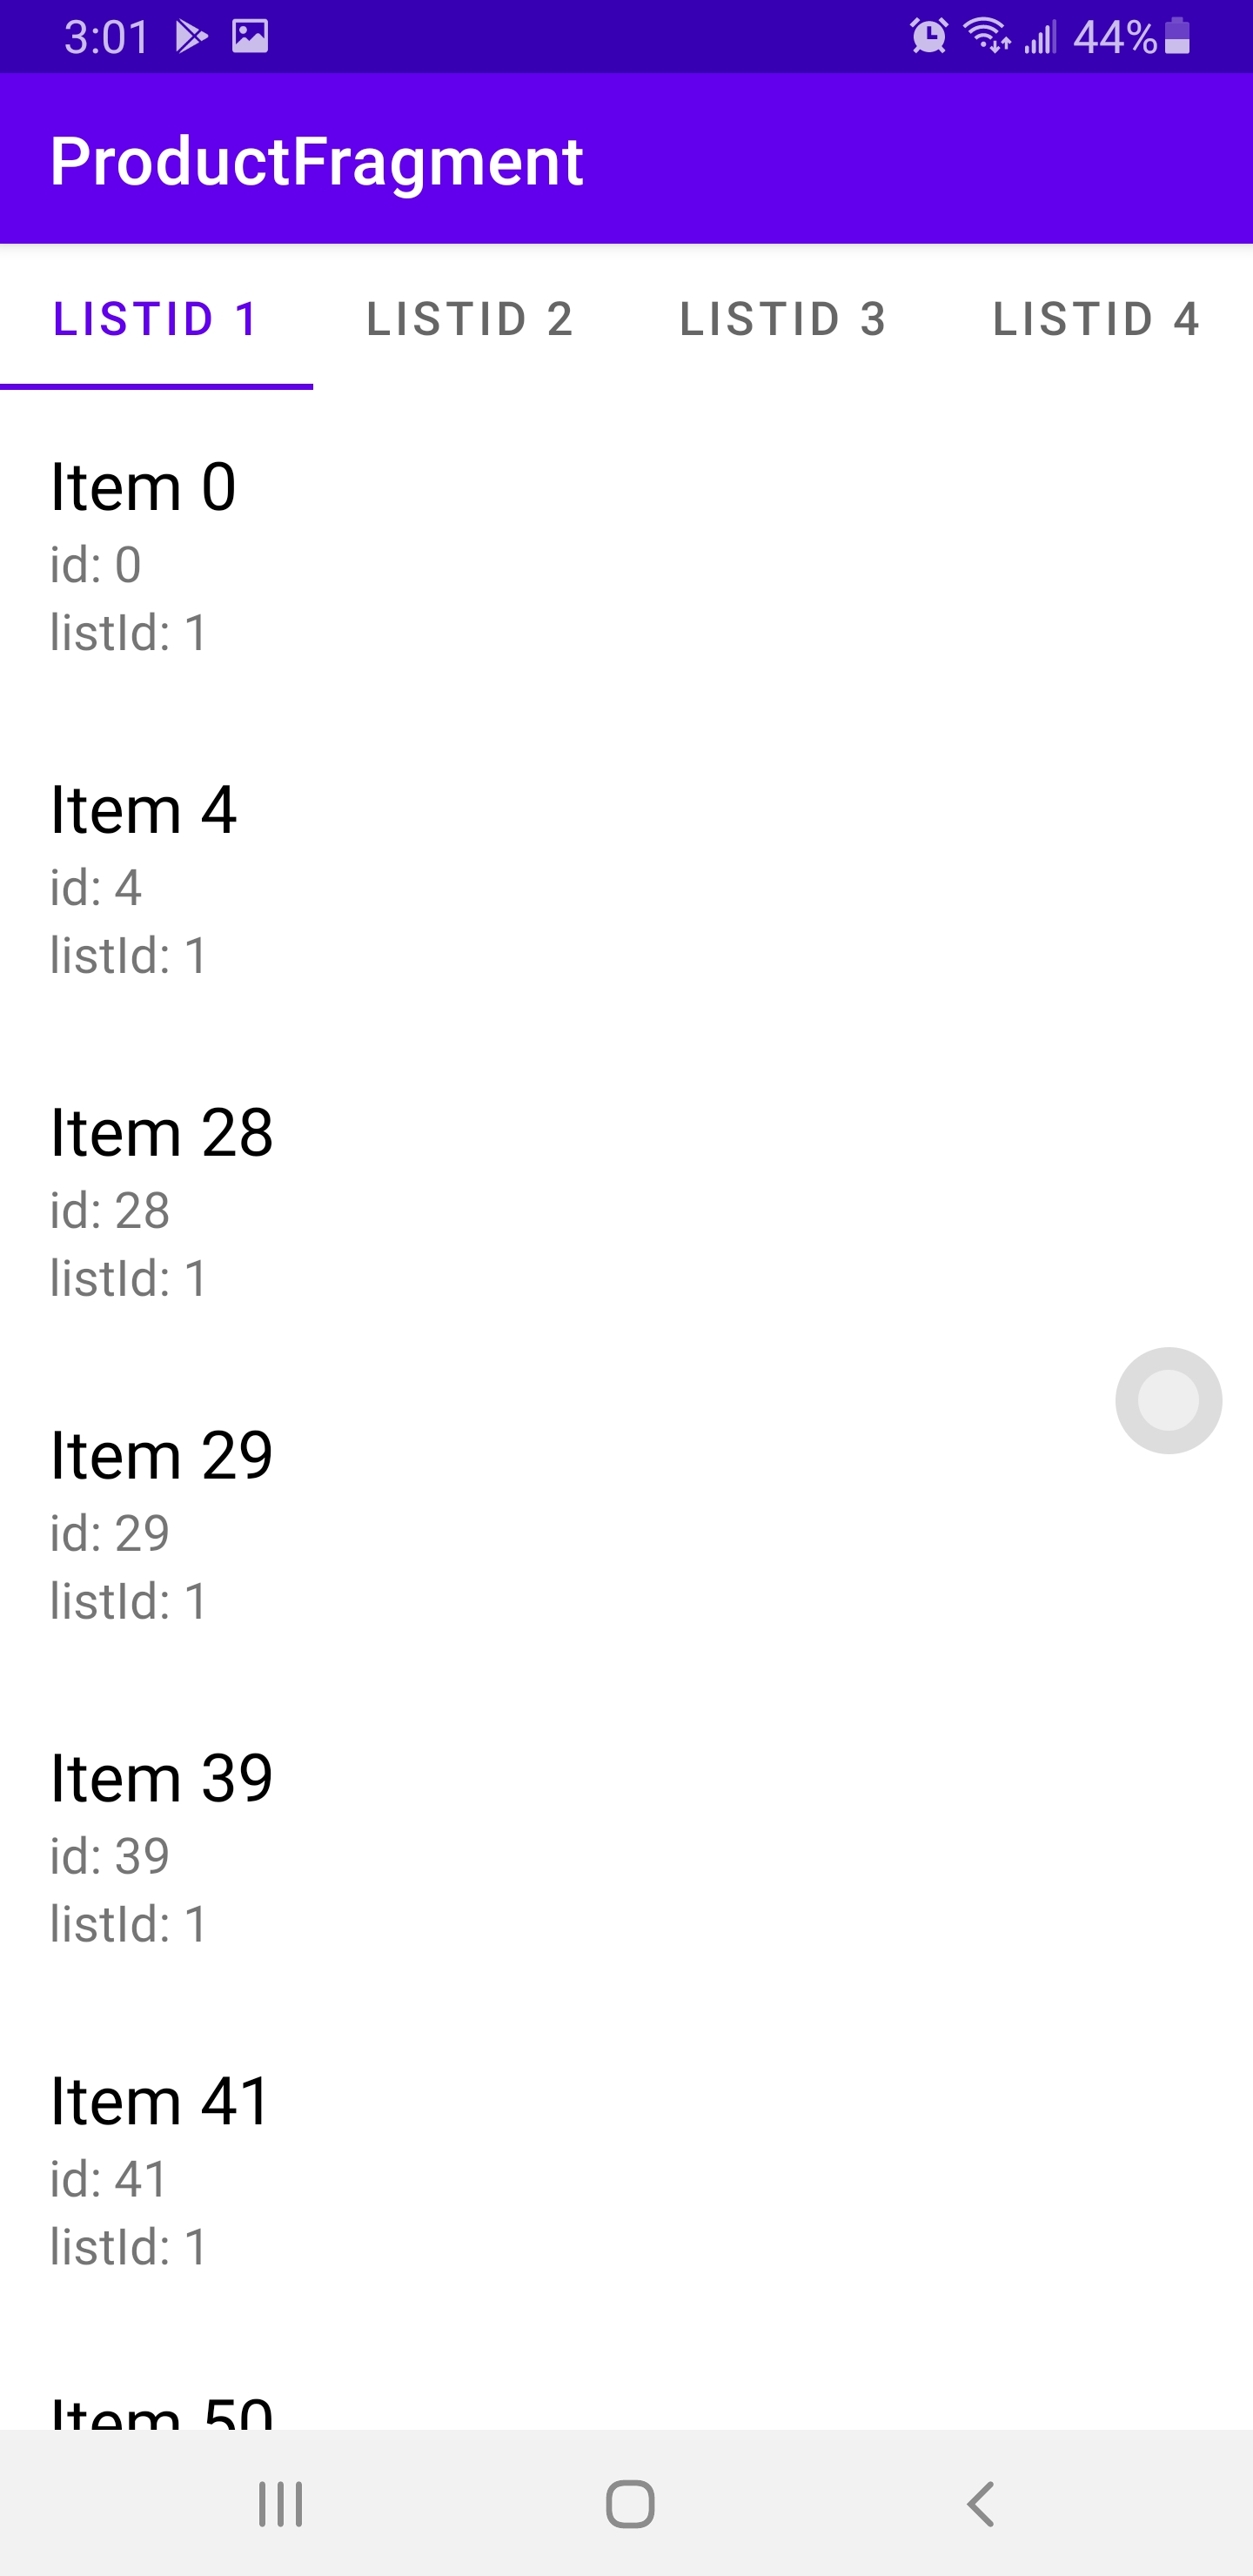 3:01 44%
ProductFragment
LISTID 1 LISTID 2 LISTID 3 LISTID 4
Item 0
id: 0
listId: 1
Item 4
id: 4
listId: 1
Item 28
id: 28
listId: 1
Item 29
id: 29
listId: 1
Item 39
id: 39
listId: 1
Item 41
id: 41
listId: 1
Item 50